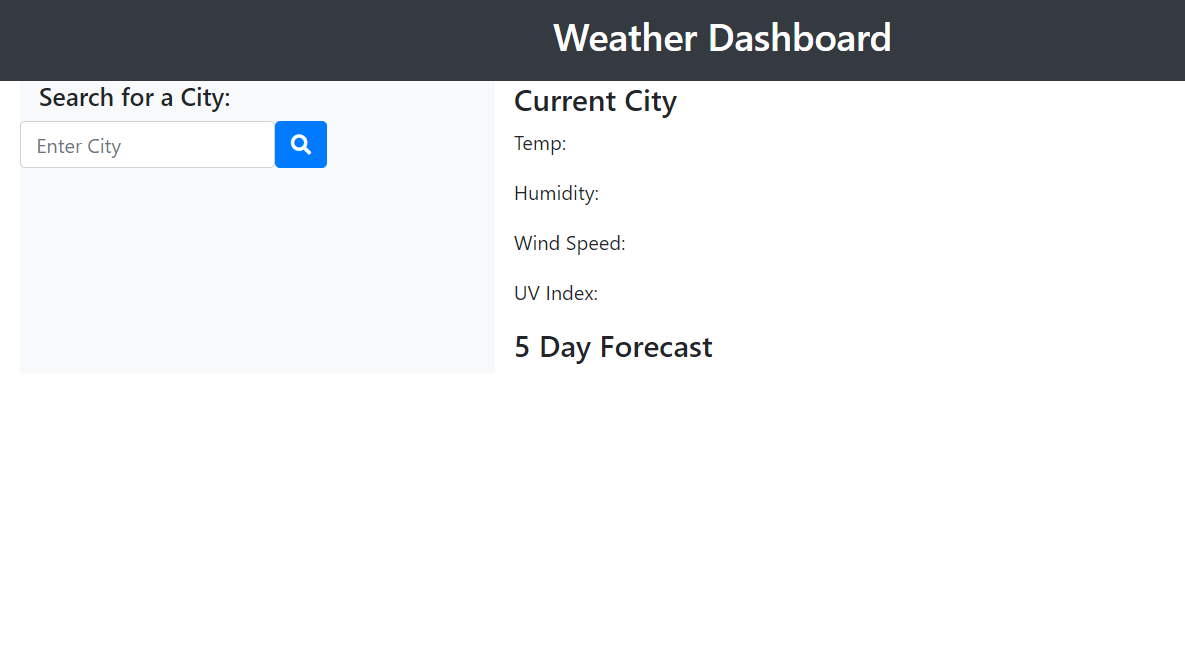 Weather Dashboard
Search for a City:
Enter City
Current City
Temp:
Humidity:
Wind Speed:
UV Index:
5 Day Forecast